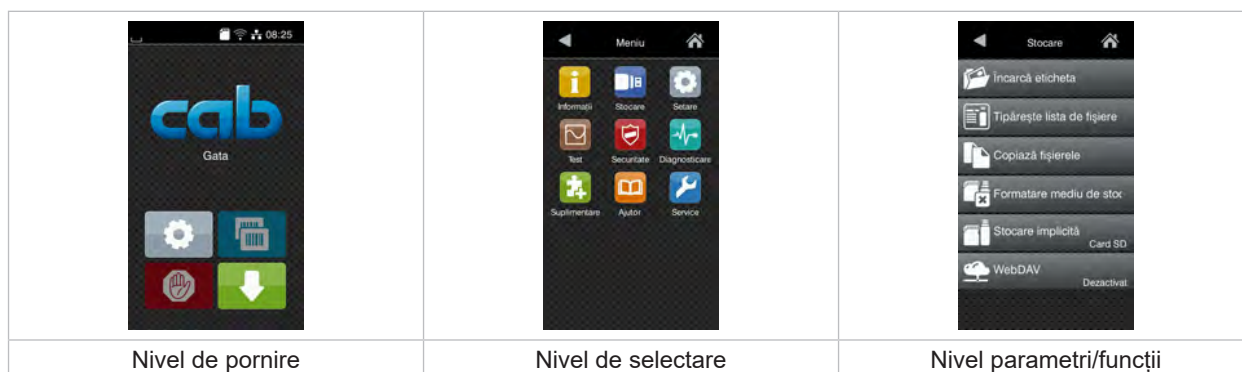 08:25
cab
Gata
Nivel de pornire
Meniu
Informații Stocare Setare
Test Securitate Diagnosticare
Suplimentare Ajutor Service
Nivel de selectare
Stocare
Încarcă eticheta
Tipărește lista de fișiere
Copiază fișierele
Formatare mediu de stoc
Stocare implicită
Card SD
WebDAV
Dezactivat
Nivel parametri/funcții